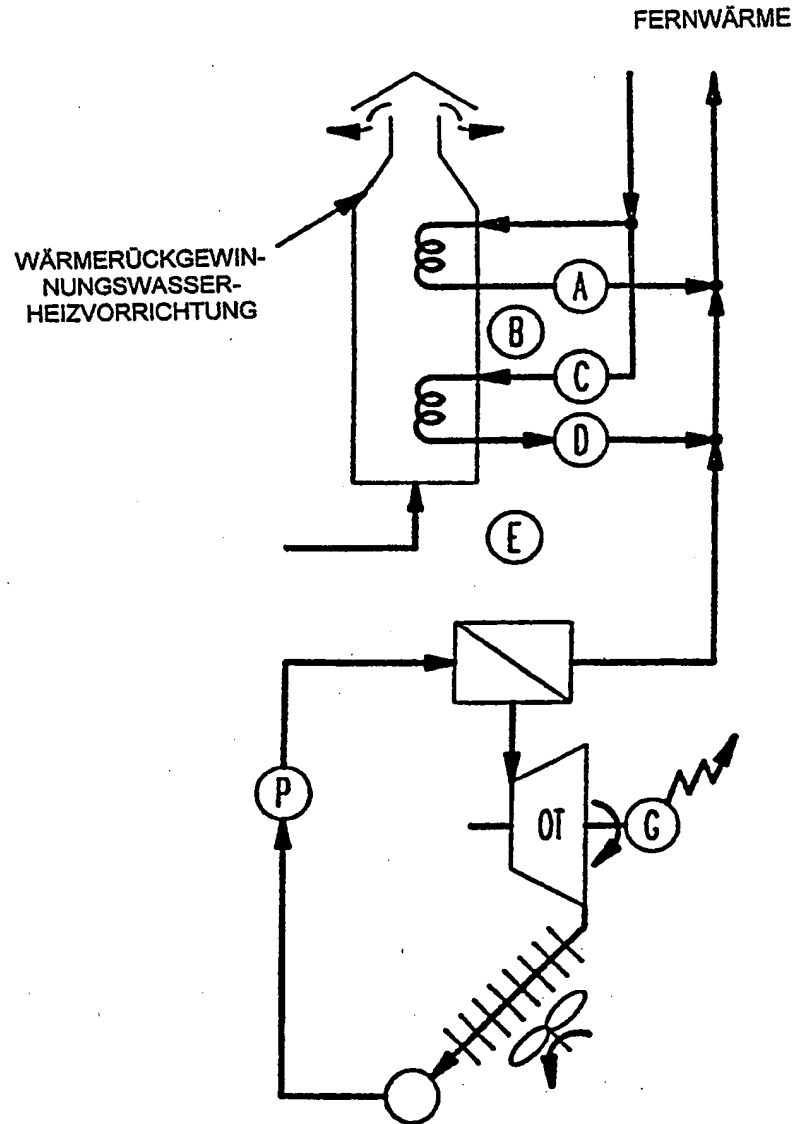 FERNWÄRME
WÄRMERÜCKGEWIN-
NUNGSWASSER-
HEIZVORRICHTUNG
A
B
C
D
E
P
OT
G